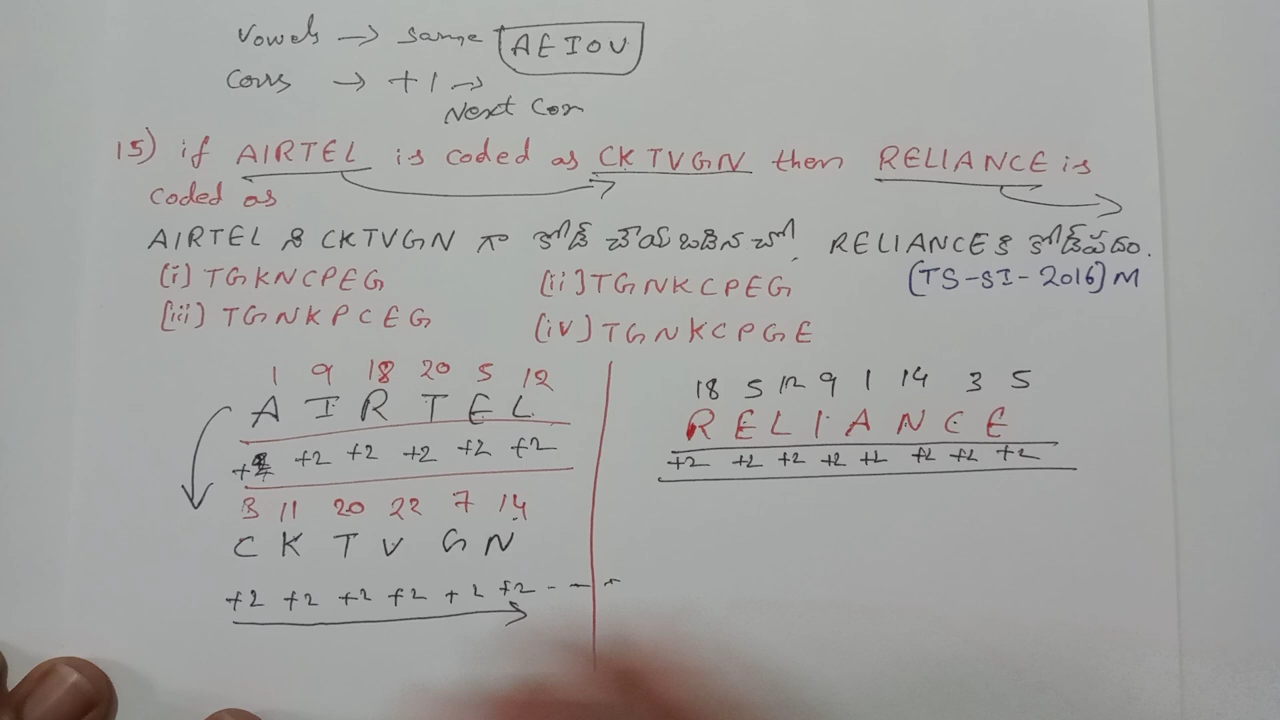 Vowels → same AEIOU
Cons → +1 →
Next Con
15) if AIRTEL is coded as CKTVGN then RELIANCE is
coded as
AIRTEL ని CKTVGN గా కోడ్ చేయబడిన చో, RELIANCE కి కోడ్ పదం.
(i) TGKNCPEG (ii) TGNKCPEG (TS-SI-2016) M
(iii) TGNKPCEG (iv) TGNKCPGE
1 9 18 20 5 12
A I R T E L
+2 +2 +2 +2 +2 +2
3 11 20 22 7 14
C K T V G N
+2 +2 +2 +2 +2 +2 - - -
18 5 12 9 1 14 3 5
R E L I A N C E
+2 +2 +2 +2 +2 +2 +2 +2